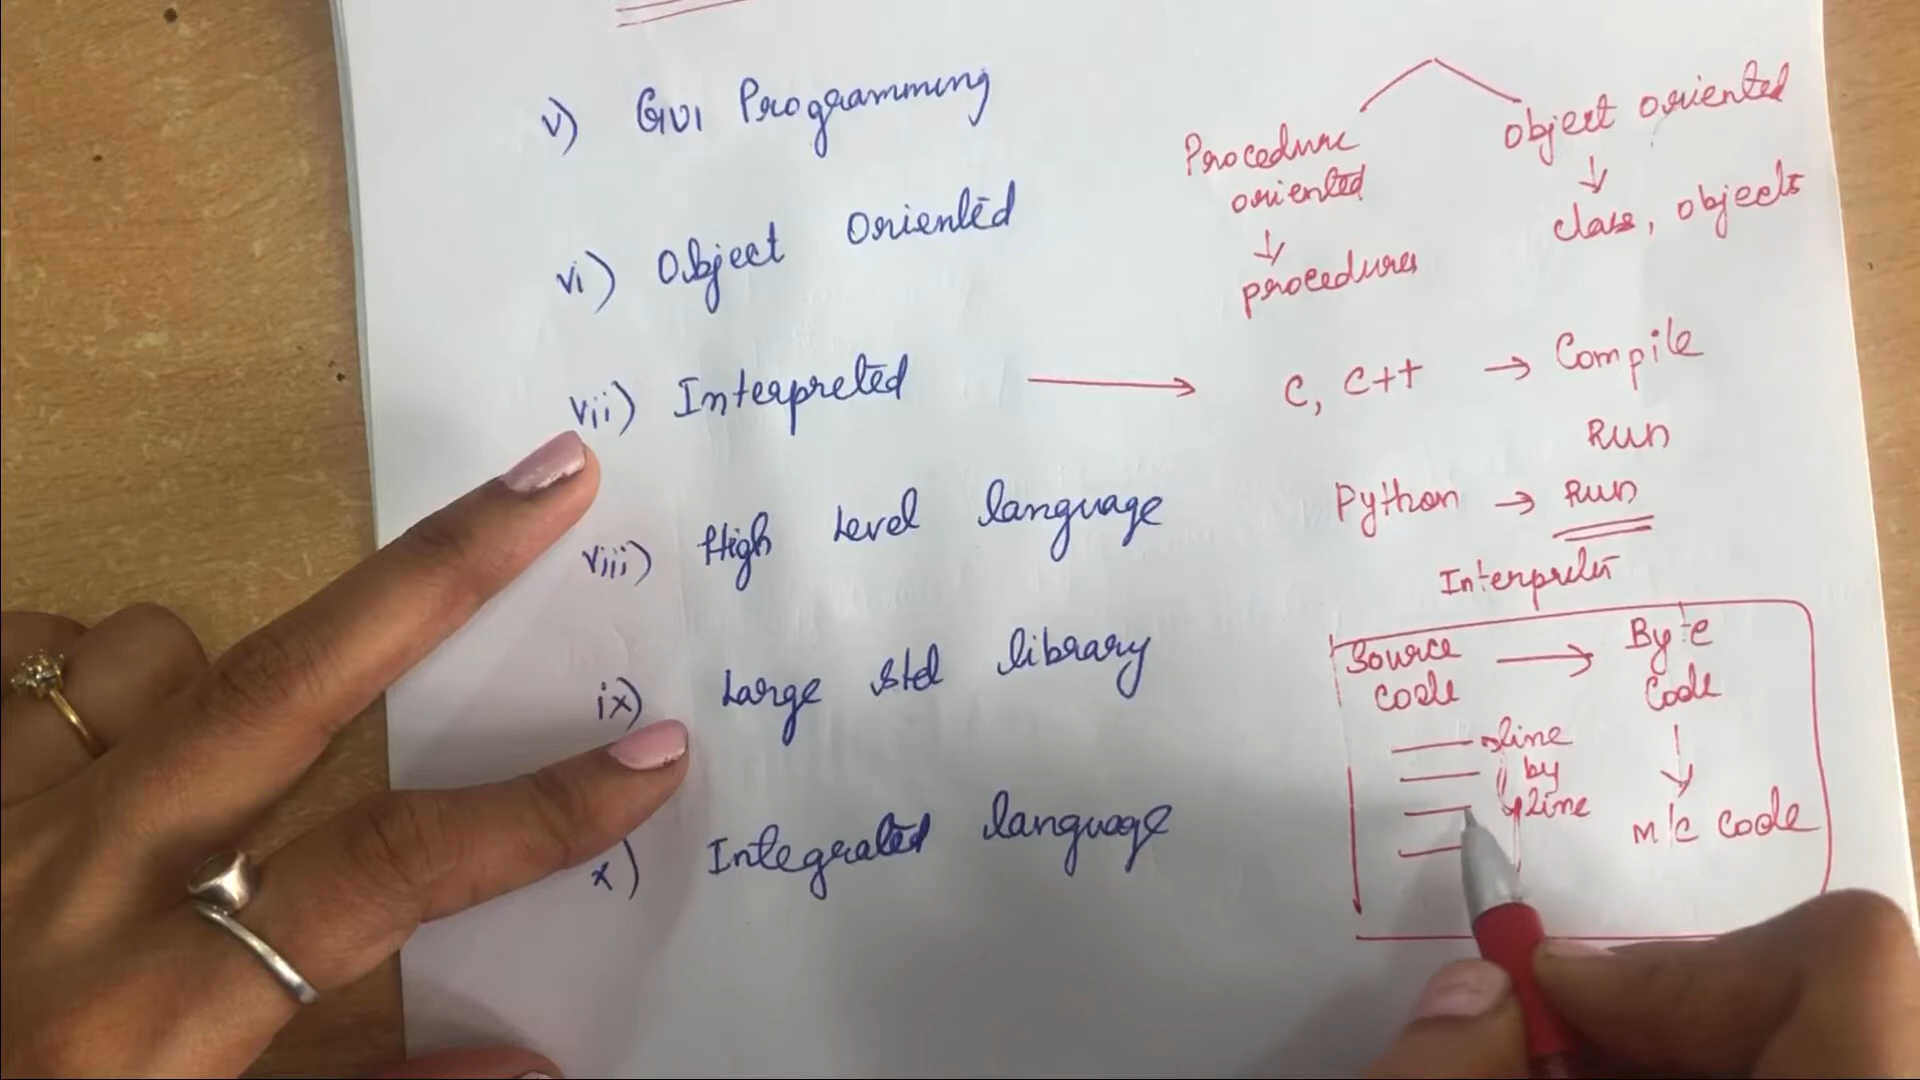 v) GUI Programming
vi) Object Oriented
vii) Interpreted
viii) High Level language
ix) Large std library
x) Integrated language
Procedure
oriented
procedures
Object oriented
class, objects
C, C++ → Compile
Run
Python → Run
Interpreter
Source
code
→ Byte
Code
line
by
line
m/c code